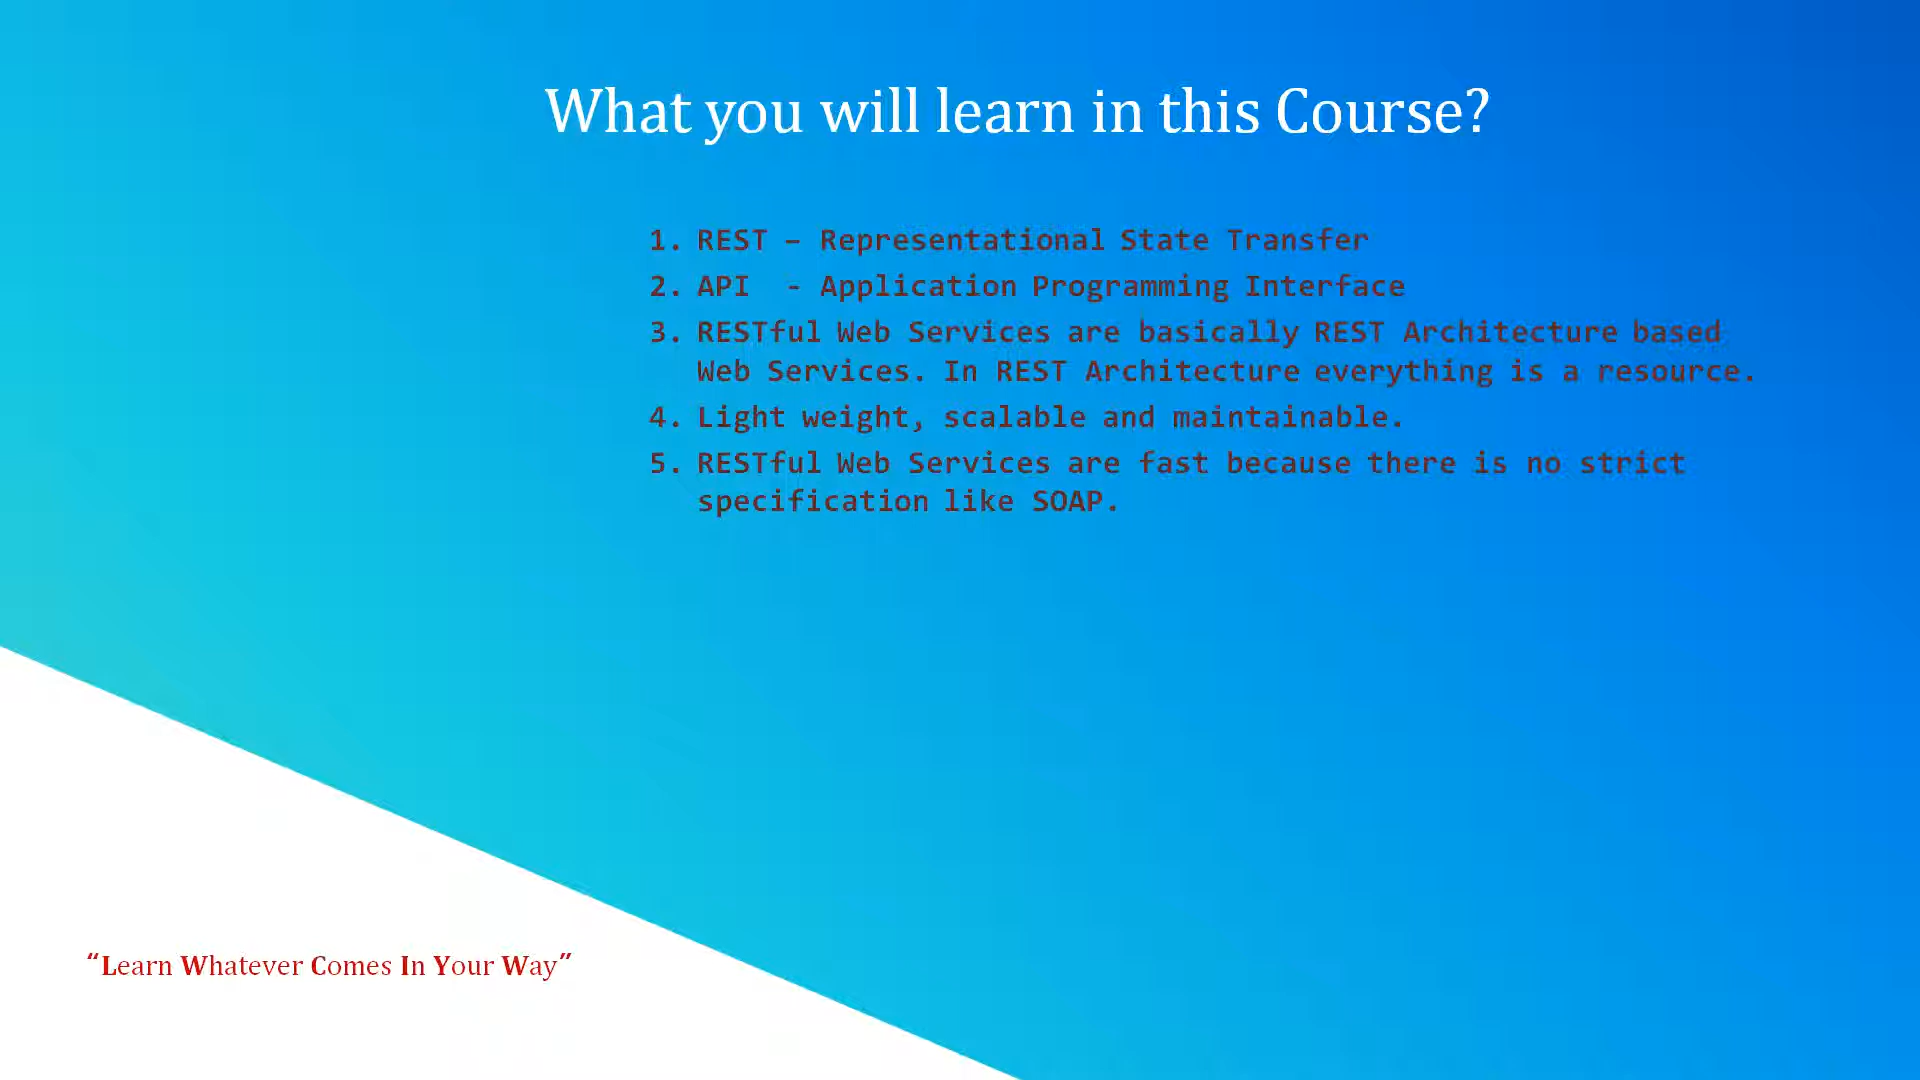 What you will learn in this Course?
1. REST – Representational State Transfer
2. API - Application Programming Interface
3. RESTful Web Services are basically REST Architecture based
Web Services. In REST Architecture everything is a resource.
4. Light weight, scalable and maintainable.
5. RESTful Web Services are fast because there is no strict
specification like SOAP.
“Learn Whatever Comes In Your Way”